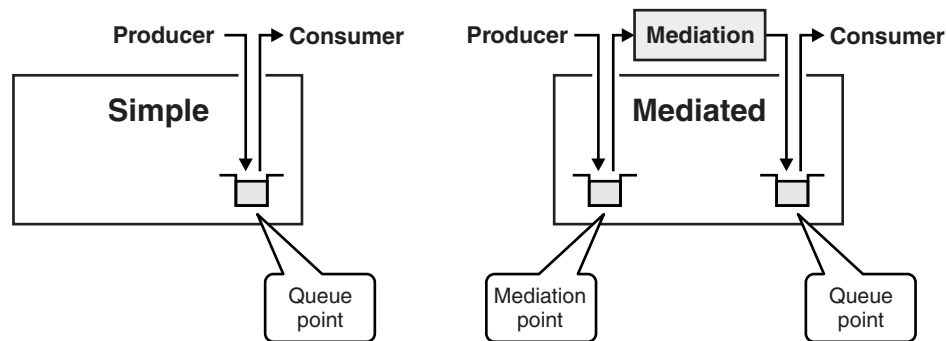 Producer
Consumer
Simple
Queue
point
Producer
Mediation
Consumer
Mediated
Mediation
point
Queue
point